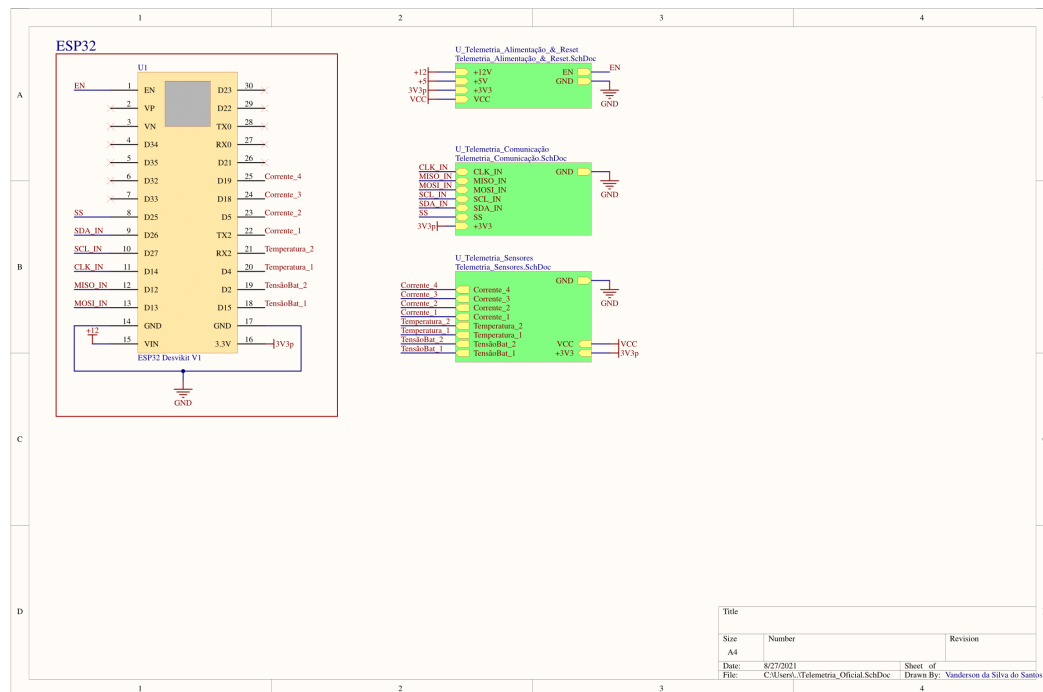 1 2 3 4
ESP32
U1
EN 1 EN D23 30
2 VP D22 29
3 VN TX0 28
4 D34 RX0 27
5 D35 D21 26
6 D32 D19 25 Corrente_4
7 D33 D18 24 Corrente_3
SS 8 D25 D5 23 Corrente_2
SDA_IN 9 D26 TX2 22 Corrente_1
SCL_IN 10 D27 RX2 21 Temperatura_2
CLK_IN 11 D14 D4 20 Temperatura_1
MISO_IN 12 D12 D2 19 TensãoBat_2
MOSI_IN 13 D13 D15 18 TensãoBat_1
14 GND GND 17
+12 15 VIN 3.3V 16 3V3p
ESP32 Desvikit V1
GND
U_Telemetria_Alimentação_&_Reset
Telemetria_Alimentação_&_Reset.SchDoc
+12 +12V EN EN
+5 +5V GND
3V3p +3V3
VCC VCC
GND
U_Telemetria_Comunicação
Telemetria_Comunicação.SchDoc
CLK_IN CLK_IN GND
MISO_IN MISO_IN
MOSI_IN MOSI_IN
SCL_IN SCL_IN
SDA_IN SDA_IN
SS SS
3V3p +3V3
GND
U_Telemetria_Sensores
Telemetria_Sensores.SchDoc
GND
Corrente_4 Corrente_4
Corrente_3 Corrente_3
Corrente_2 Corrente_2
Corrente_1 Corrente_1
Temperatura_2 Temperatura_2
Temperatura_1 Temperatura_1
TensãoBat_2 TensãoBat_2 VCC VCC
TensãoBat_1 TensãoBat_1 +3V3 3V3p
GND
A
B
C
D
Title
Size Number Revision
A4
Date: 8/27/2021 Sheet of
File: C:\Users\..\Telemetria_Oficial.SchDoc Drawn By: Vanderson da Silva do Santos
1 2 3 4